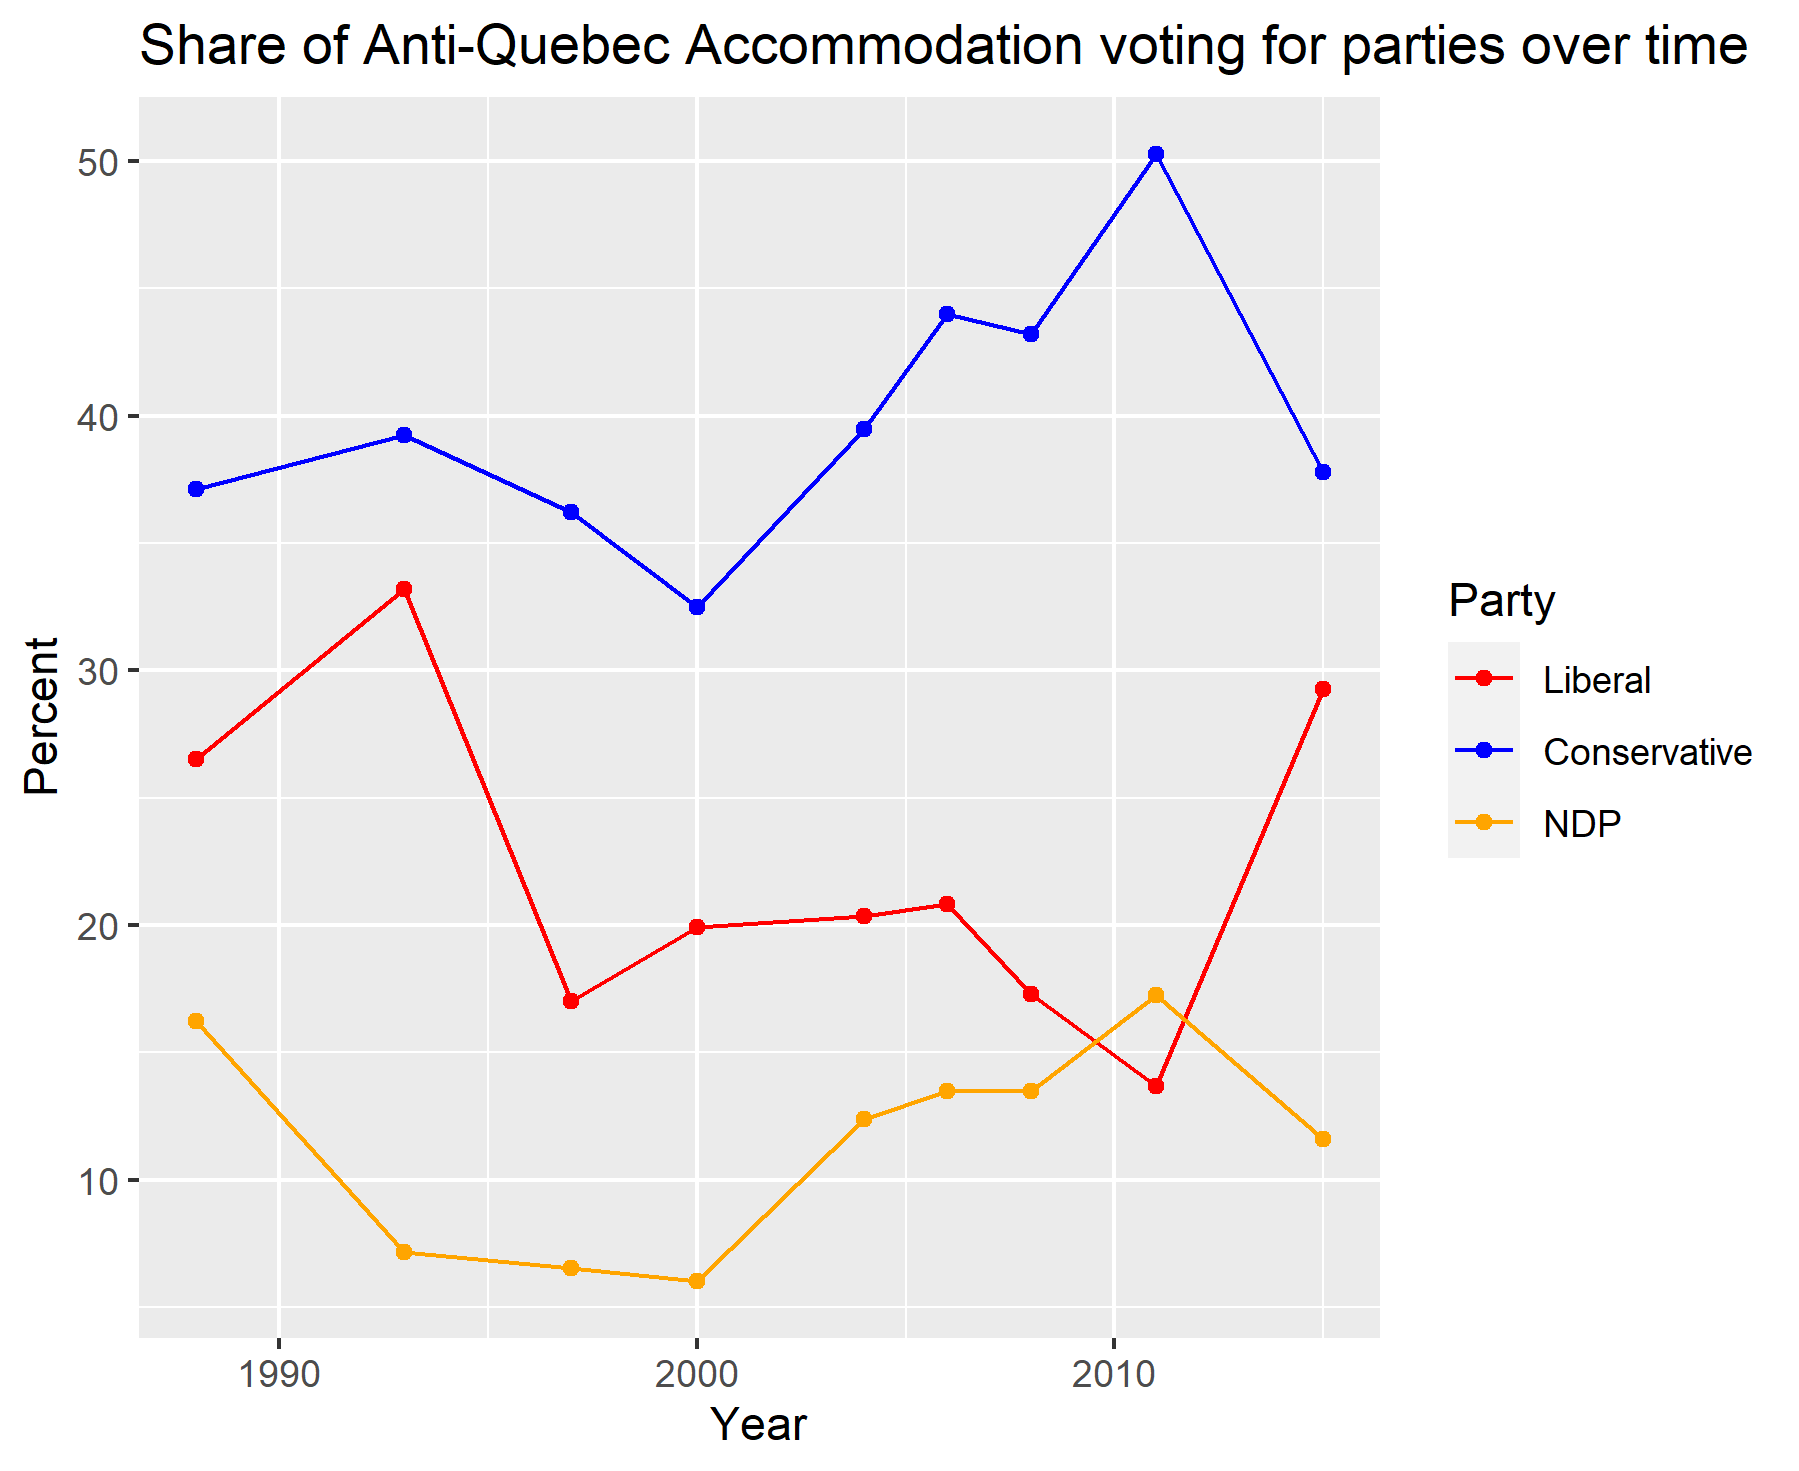 Share of Anti-Quebec Accommodation voting for parties over time
50
40
30
20
10
Percent
1990 2000 2010
Year
Party
Liberal
Conservative
NDP